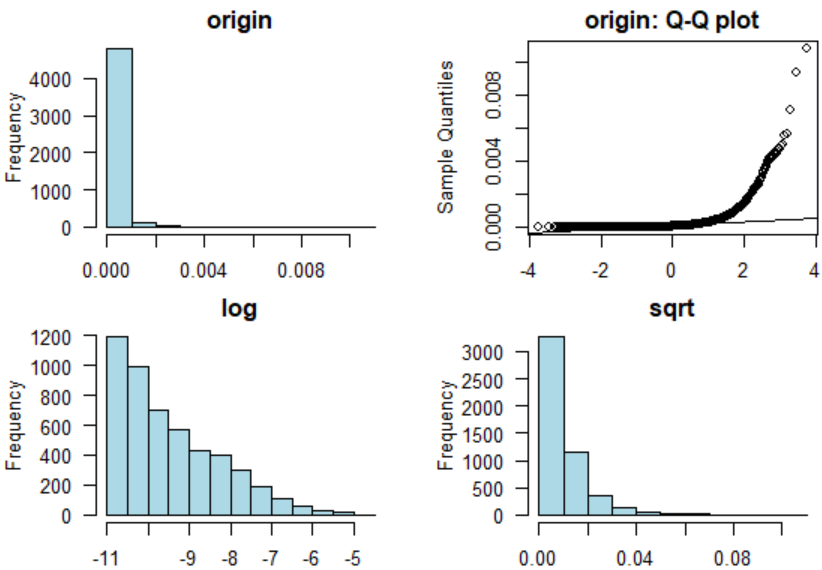 origin
Frequency
4000
3000
2000
1000
0
0.000 0.004 0.008
origin: Q-Q plot
Sample Quantiles
0.008
0.004
0.000
-4 -2 0 2 4
log
Frequency
1200
1000
800
600
400
200
0
-11 -9 -8 -7 -6 -5
sqrt
Frequency
3000
2500
2000
1500
1000
500
0
0.00 0.04 0.08